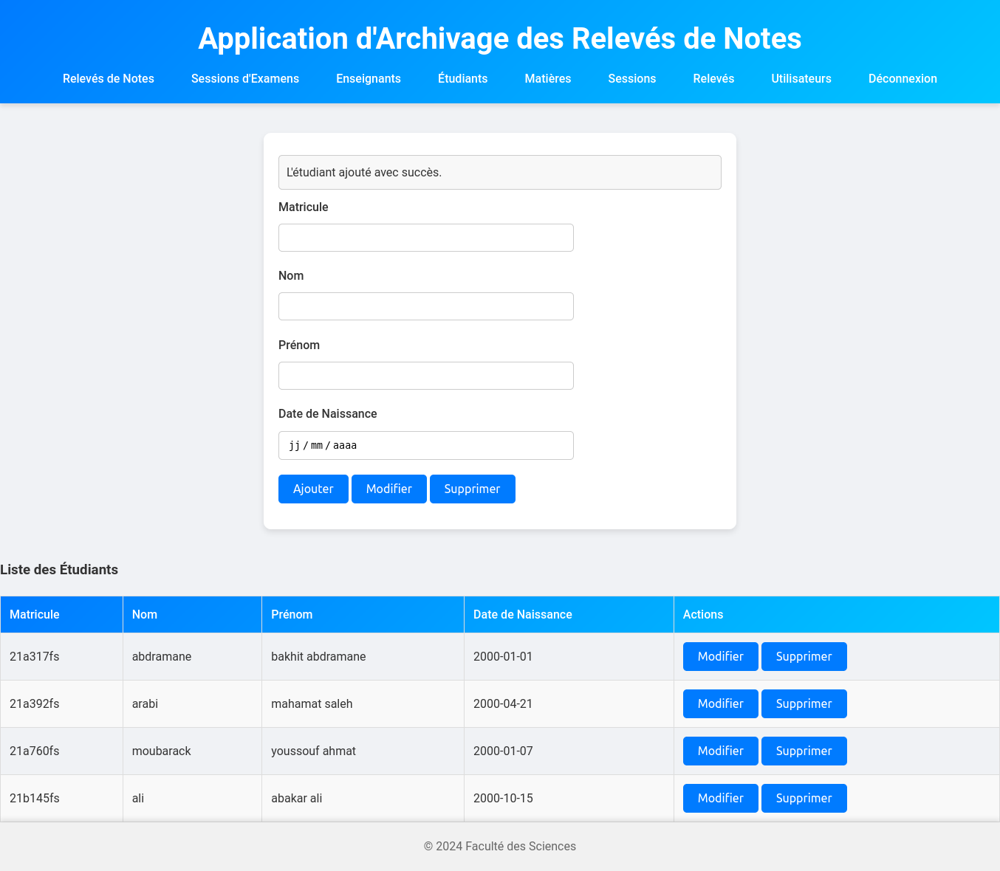 Application d'Archivage des Relevés de Notes
Relevés de Notes Sessions d'Examens Enseignants Étudiants Matières Sessions Relevés Utilisateurs Déconnexion
L'étudiant ajouté avec succès.
Matricule
Nom
Prénom
Date de Naissance
jj / mm / aaaa
Ajouter Modifier Supprimer
Liste des Étudiants
Matricule Nom Prénom Date de Naissance Actions
21a317fs abdramane bakhit abdramane 2000-01-01 Modifier Supprimer
21a392fs arabi mahamat saleh 2000-04-21 Modifier Supprimer
21a760fs moubarack youssouf ahmat 2000-01-07 Modifier Supprimer
21b145fs ali abakar ali 2000-10-15 Modifier Supprimer
© 2024 Faculté des Sciences